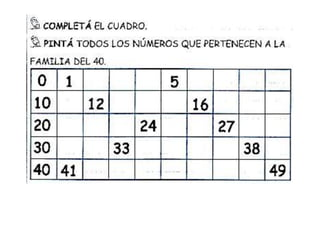 COMPLETÁ EL CUADRO.
PINTÁ TODOS LOS NÚMEROS QUE PERTENECEN A LA
FAMILIA DEL 40.
0 1 5
10 12 16
20 24 27
30 33 38
40 41 49